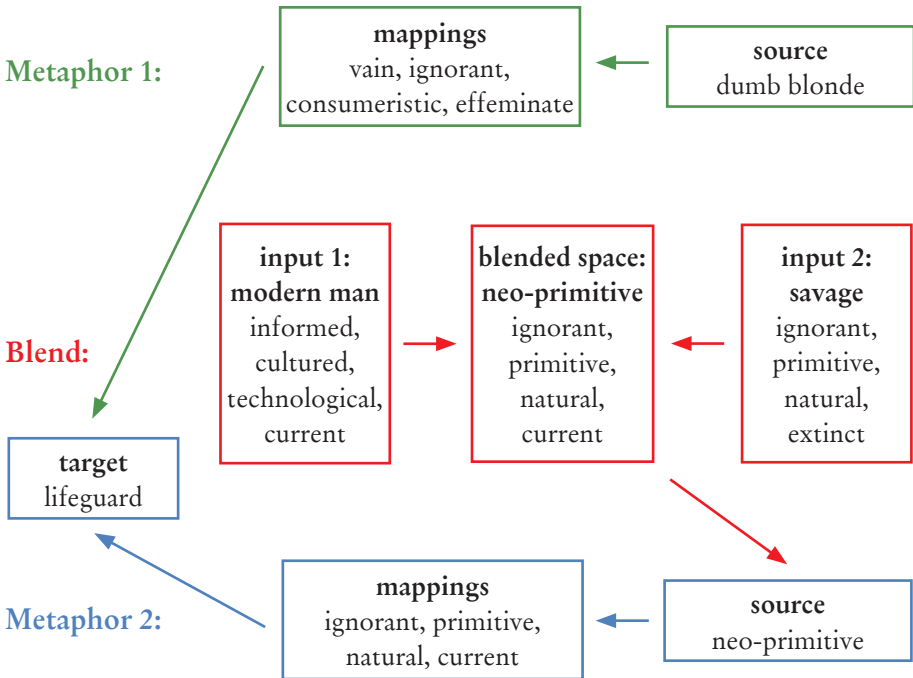 Metaphor 1:
mappings
vain, ignorant,
consumeristic, effeminate
source
dumb blonde
Blend:
input 1:
modern man
informed,
cultured,
technological,
current
blended space:
neo-primitive
ignorant,
primitive,
natural,
current
input 2:
savage
ignorant,
primitive,
natural,
extinct
target
lifeguard
Metaphor 2:
mappings
ignorant, primitive,
natural, current
source
neo-primitive